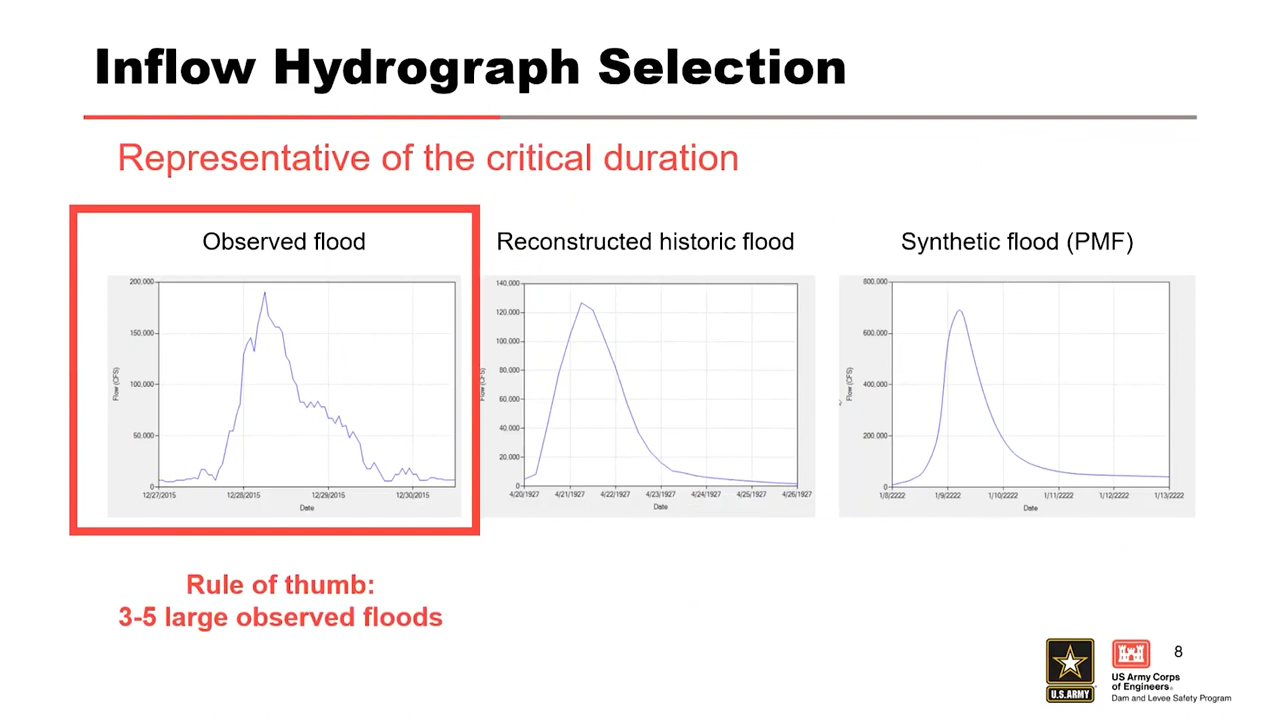 Inflow Hydrograph Selection
Representative of the critical duration
Observed flood
200,000
150,000
100,000
50,000
0
Flow (CFS)
12/27/2015 12/28/2015 12/29/2015 12/30/2015
Date
Reconstructed historic flood
140,000
120,000
100,000
80,000
60,000
40,000
20,000
0
Flow (CFS)
4/20/1927 4/21/1927 4/22/1927 4/23/1927 4/24/1927 4/25/1927 4/26/1927
Date
Synthetic flood (PMF)
800,000
600,000
400,000
200,000
0
Flow (CFS)
1/8/2222 1/9/2222 1/10/2222 1/11/2222 1/12/2222 1/13/2222
Date
Rule of thumb:
3-5 large observed floods
U.S.ARMY
US Army Corps
of Engineers®
Dam and Levee Safety Program
8